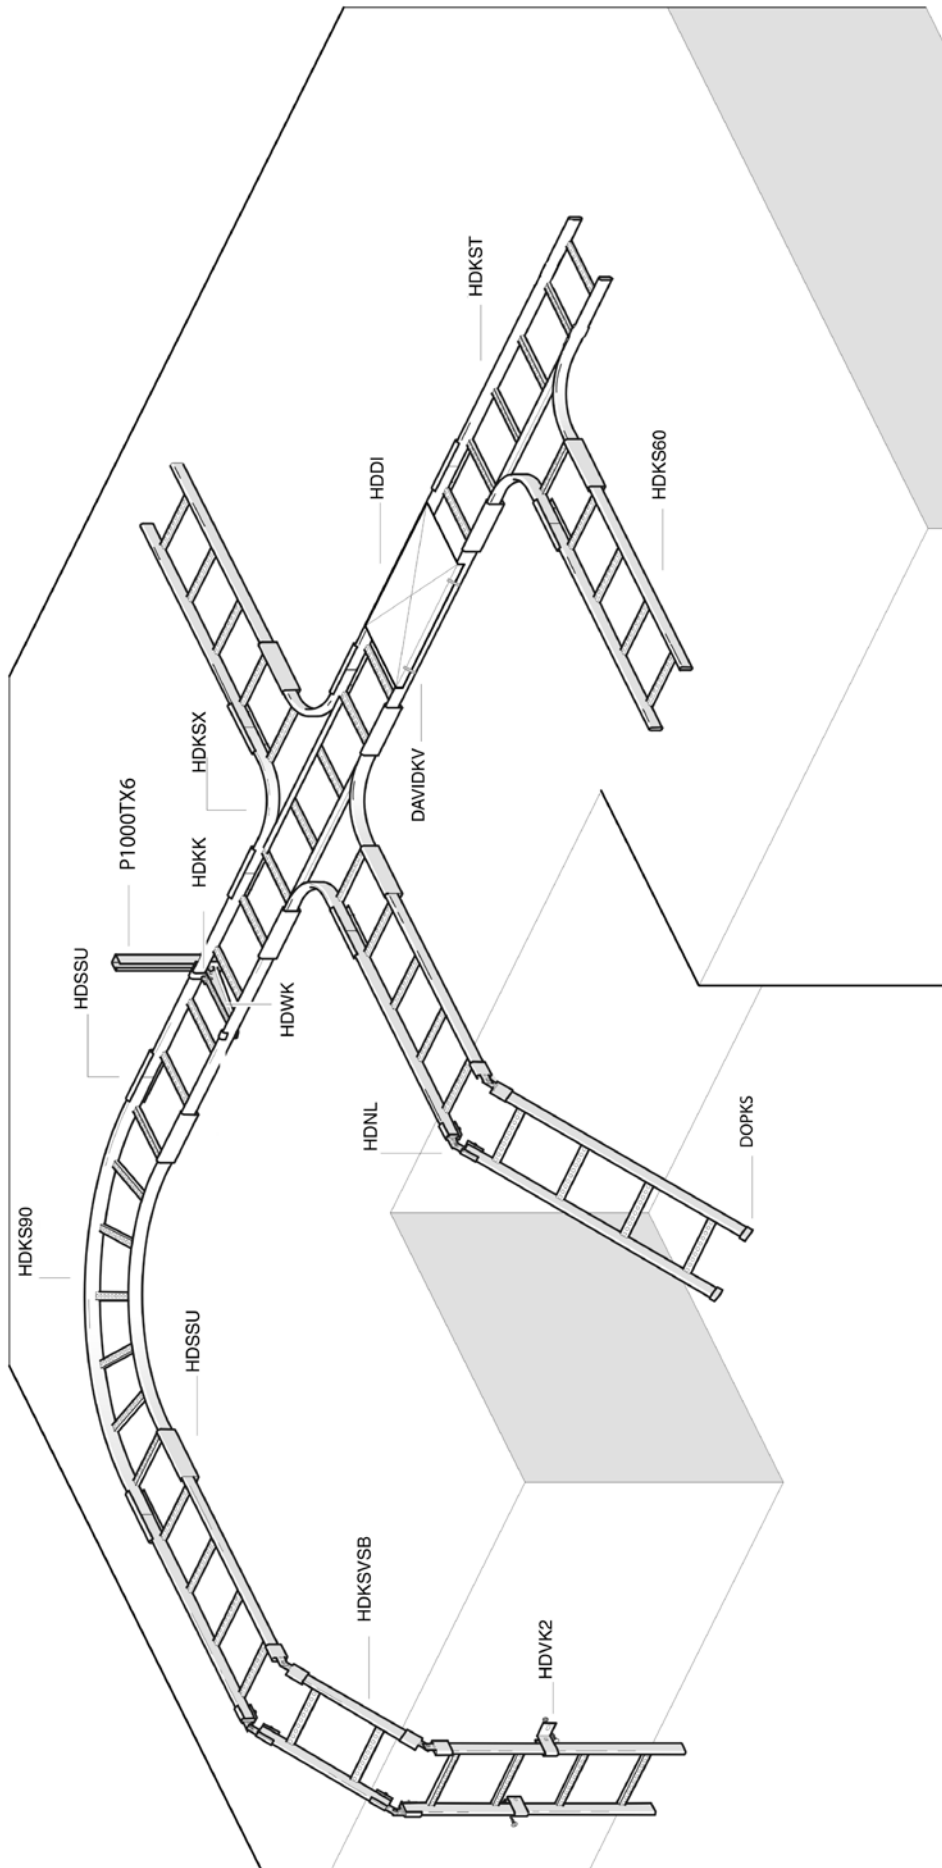 HDKST
HDDI
HDKS60
HDKSX
DAVIDKV
P1000TX6
HDKK
HDSSU
HDWK
HDNL
DOPKS
HDKS90
HDSSU
HDKSVSB
HDVK2